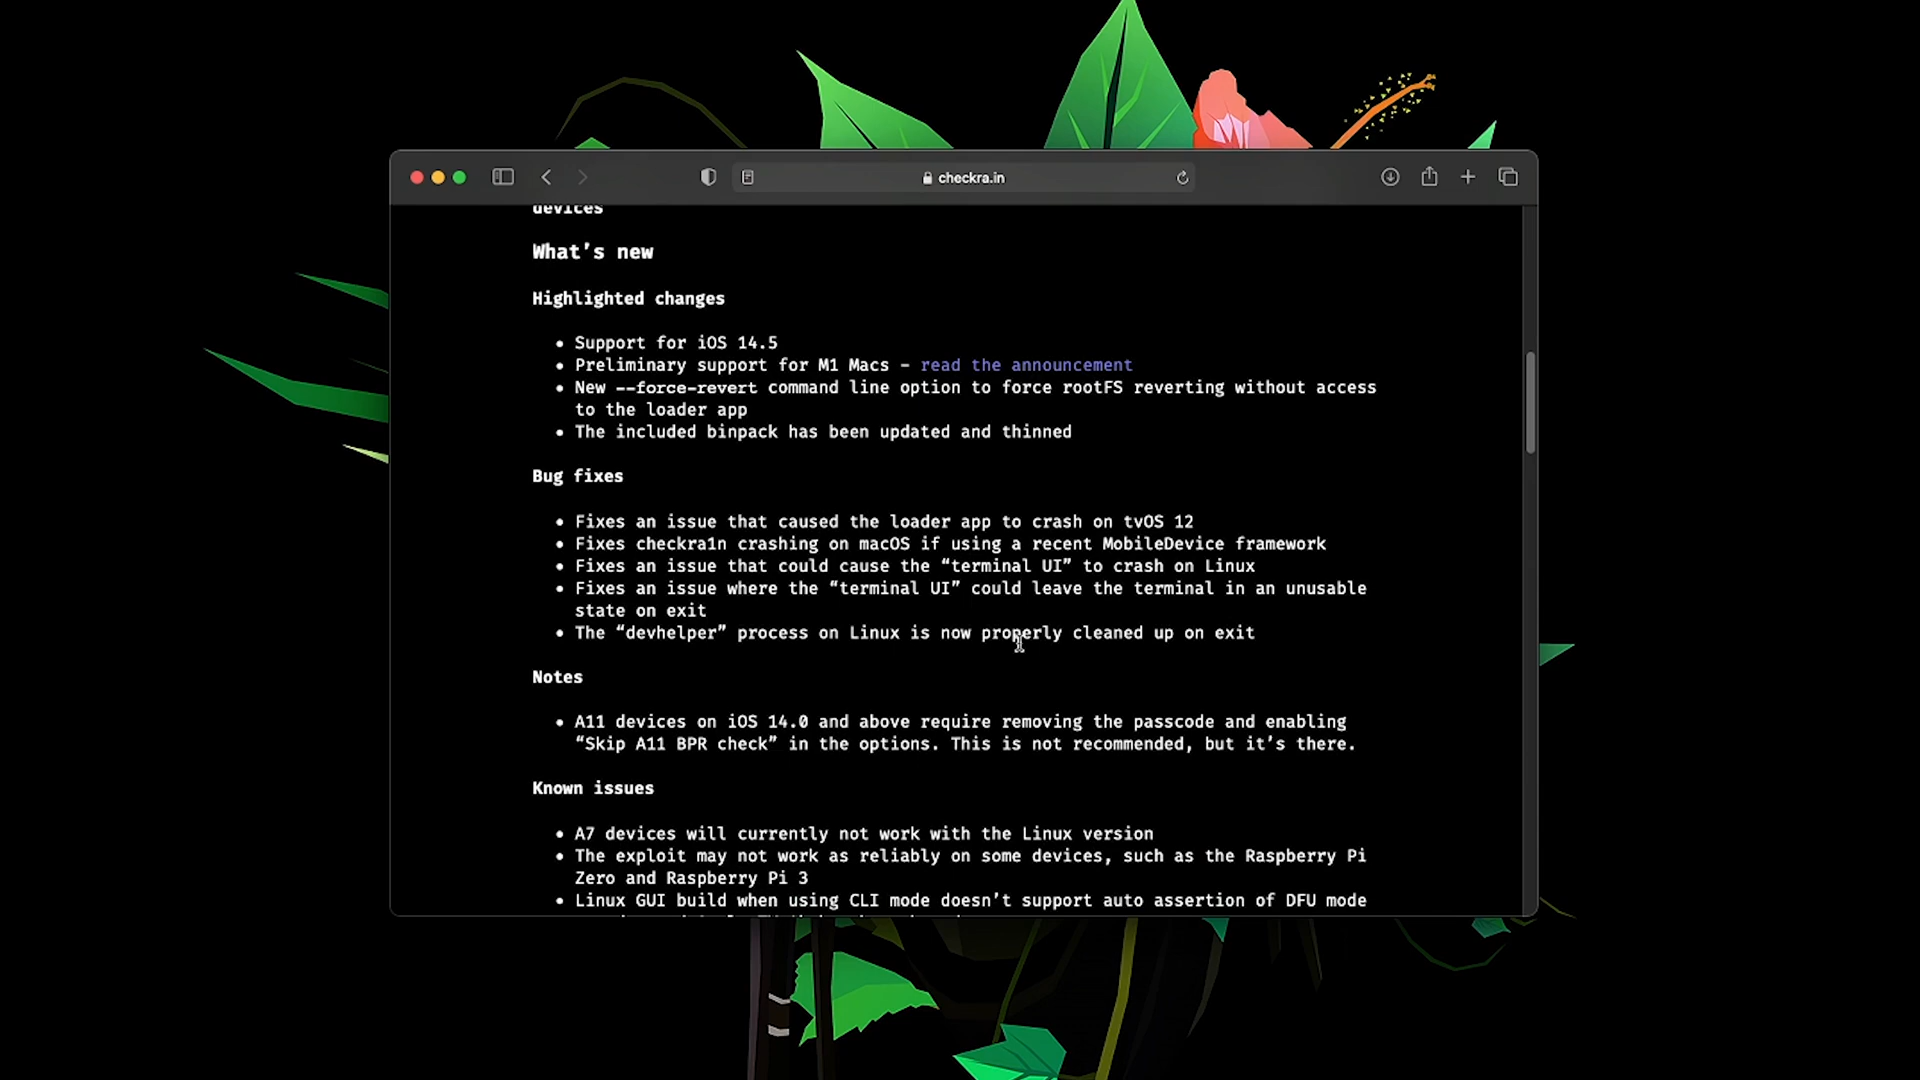 checkra.in
devices
What's new
Highlighted changes
• Support for iOS 14.5
• Preliminary support for M1 Macs – read the announcement
• New --force-revert command line option to force rootFS reverting without access
to the loader app
• The included binpack has been updated and thinned
Bug fixes
• Fixes an issue that caused the loader app to crash on tvOS 12
• Fixes checkra1n crashing on macOS if using a recent MobileDevice framework
• Fixes an issue that could cause the “terminal UI” to crash on Linux
• Fixes an issue where the “terminal UI” could leave the terminal in an unusable
state on exit
• The “devhelper” process on Linux is now properly cleaned up on exit
Notes
• A11 devices on iOS 14.0 and above require removing the passcode and enabling
“Skip A11 BPR check” in the options. This is not recommended, but it’s there.
Known issues
• A7 devices will currently not work with the Linux version
• The exploit may not work as reliably on some devices, such as the Raspberry Pi
Zero and Raspberry Pi 3
• Linux GUI build when using CLI mode doesn’t support auto assertion of DFU mode